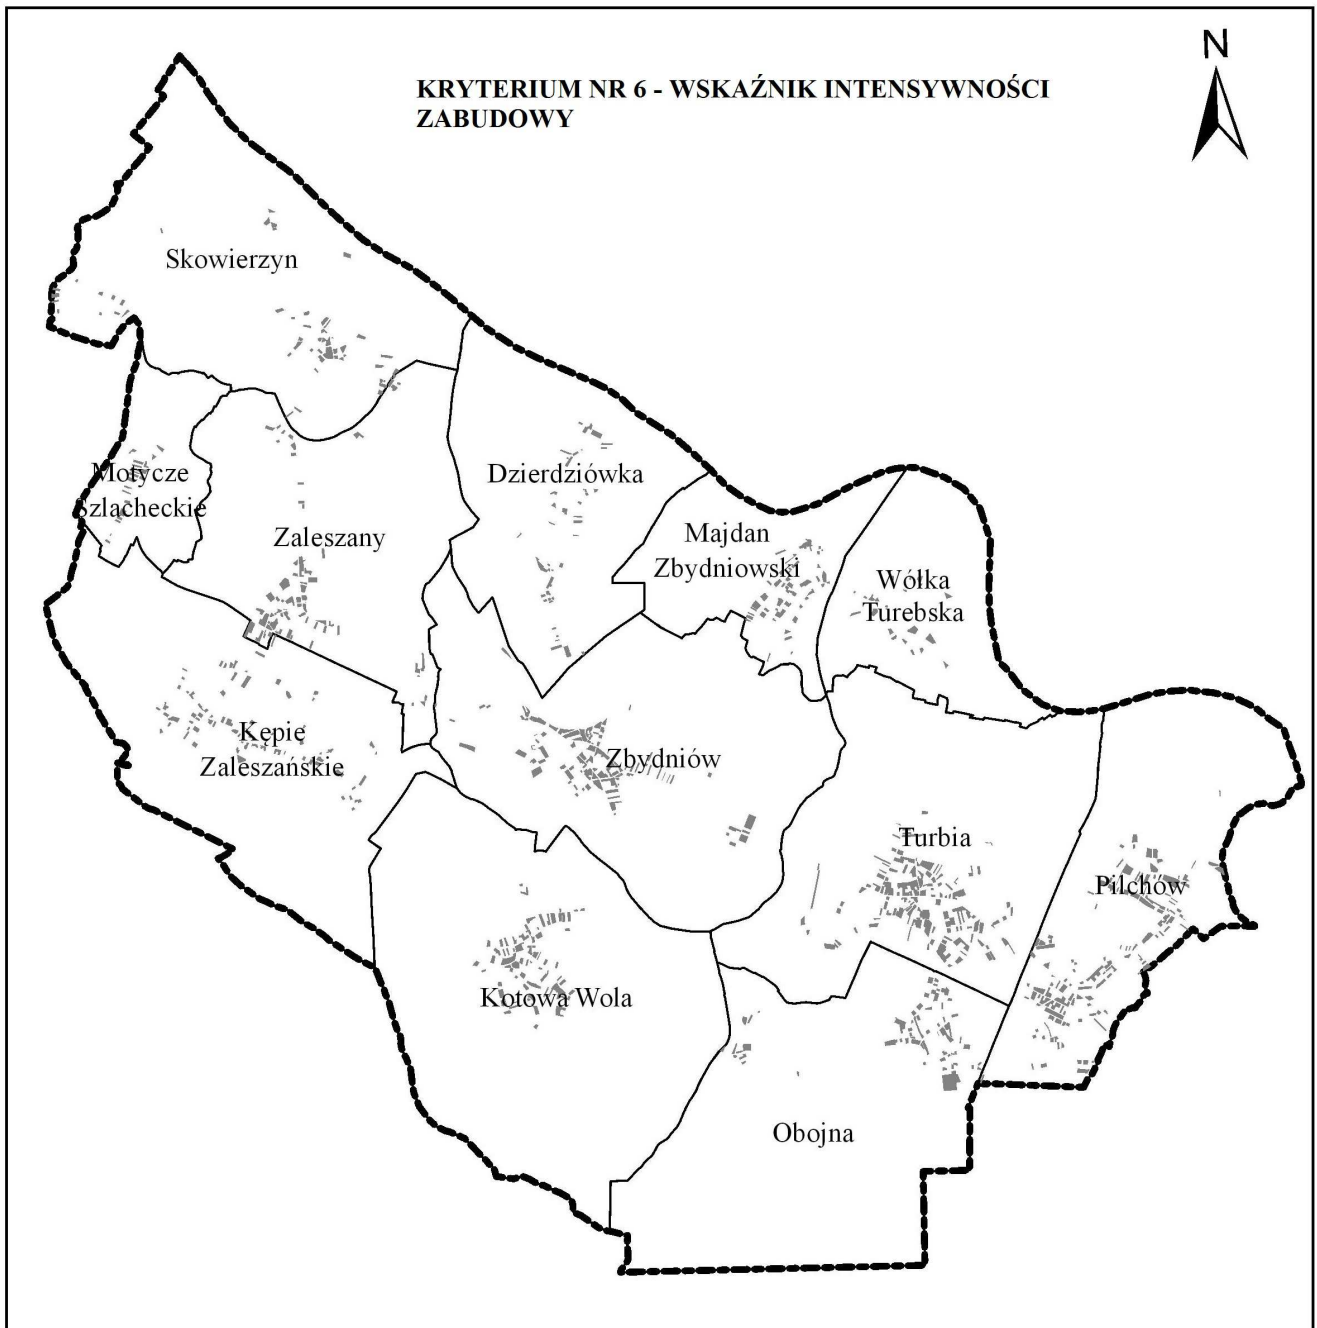 N
KRYTERIUM NR 6 - WSKAŹNIK INTENSYWNOŚCI
ZABUDOWY
Skowierzyn
Motycze
Szlacheckie
Dzierdziówka
Zaleszany
Majdan
Zbydniowski
Wółka
Turebska
Kępie
Zaleszańskie
Zbydniów
Turbia
Pilchów
Kotowa Wola
Obojna